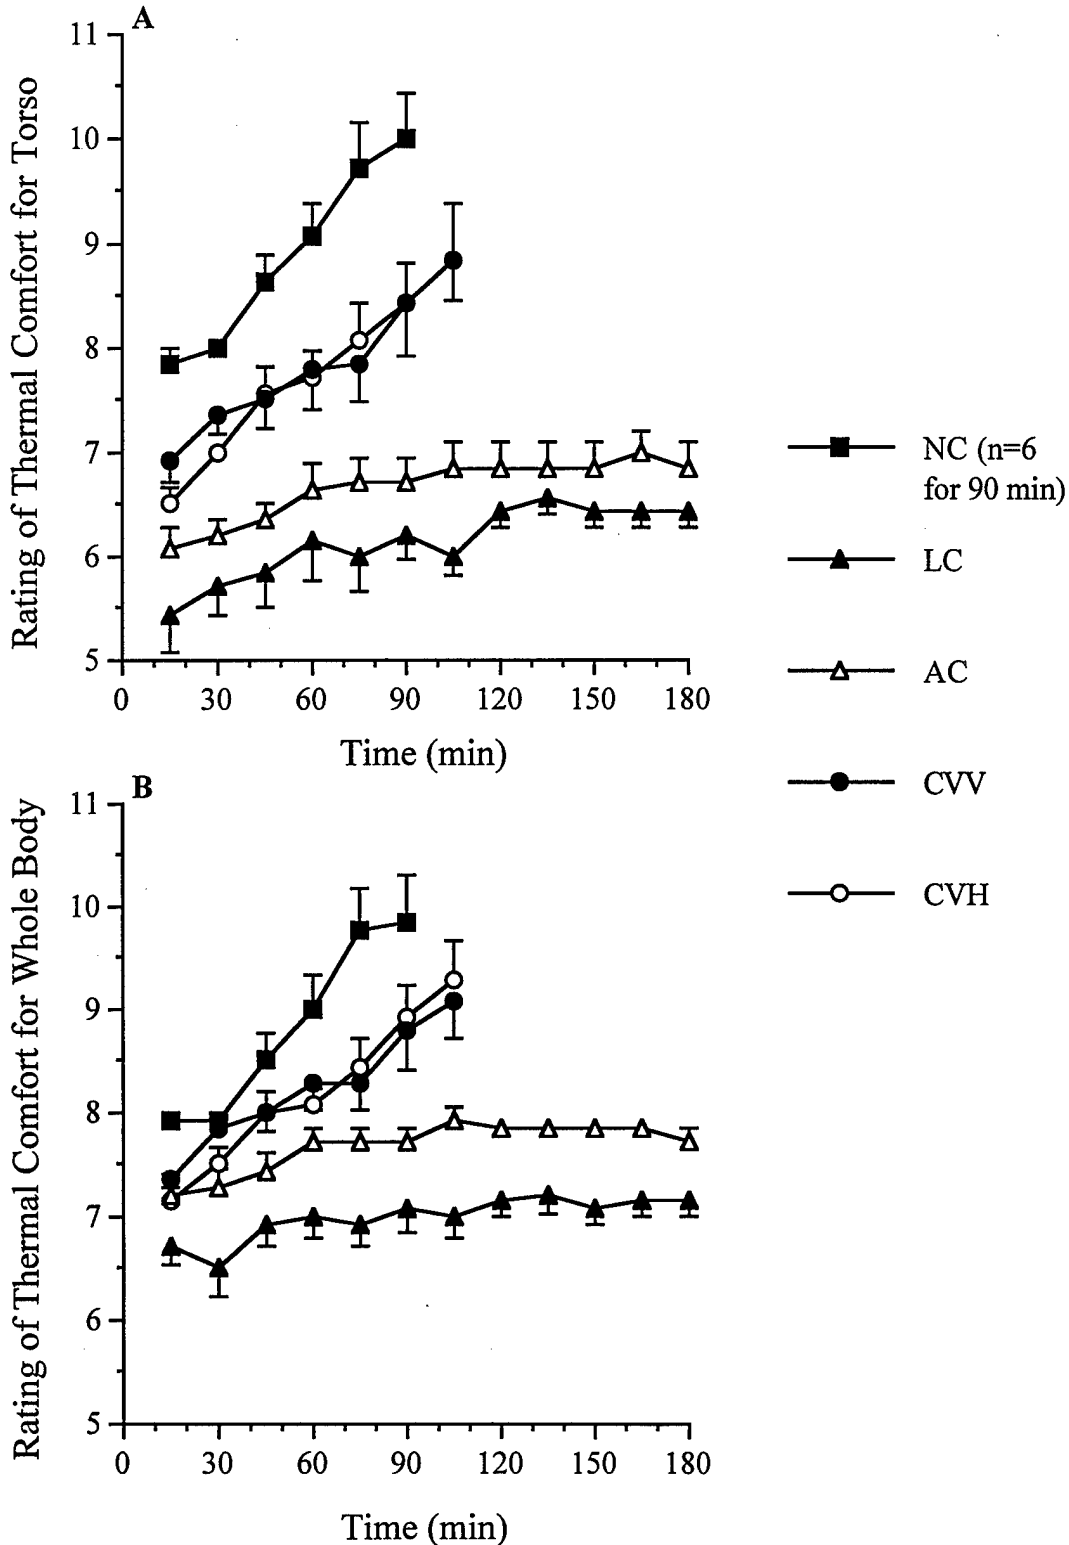 A
11
10
9
8
7
6
5
Rating of Thermal Comfort for Torso
0 30 60 90 120 150 180
Time (min)
NC (n=6
for 90 min)
LC
AC
CVV
CVH
B
11
10
9
8
7
6
5
Rating of Thermal Comfort for Whole Body
0 30 60 90 120 150 180
Time (min)